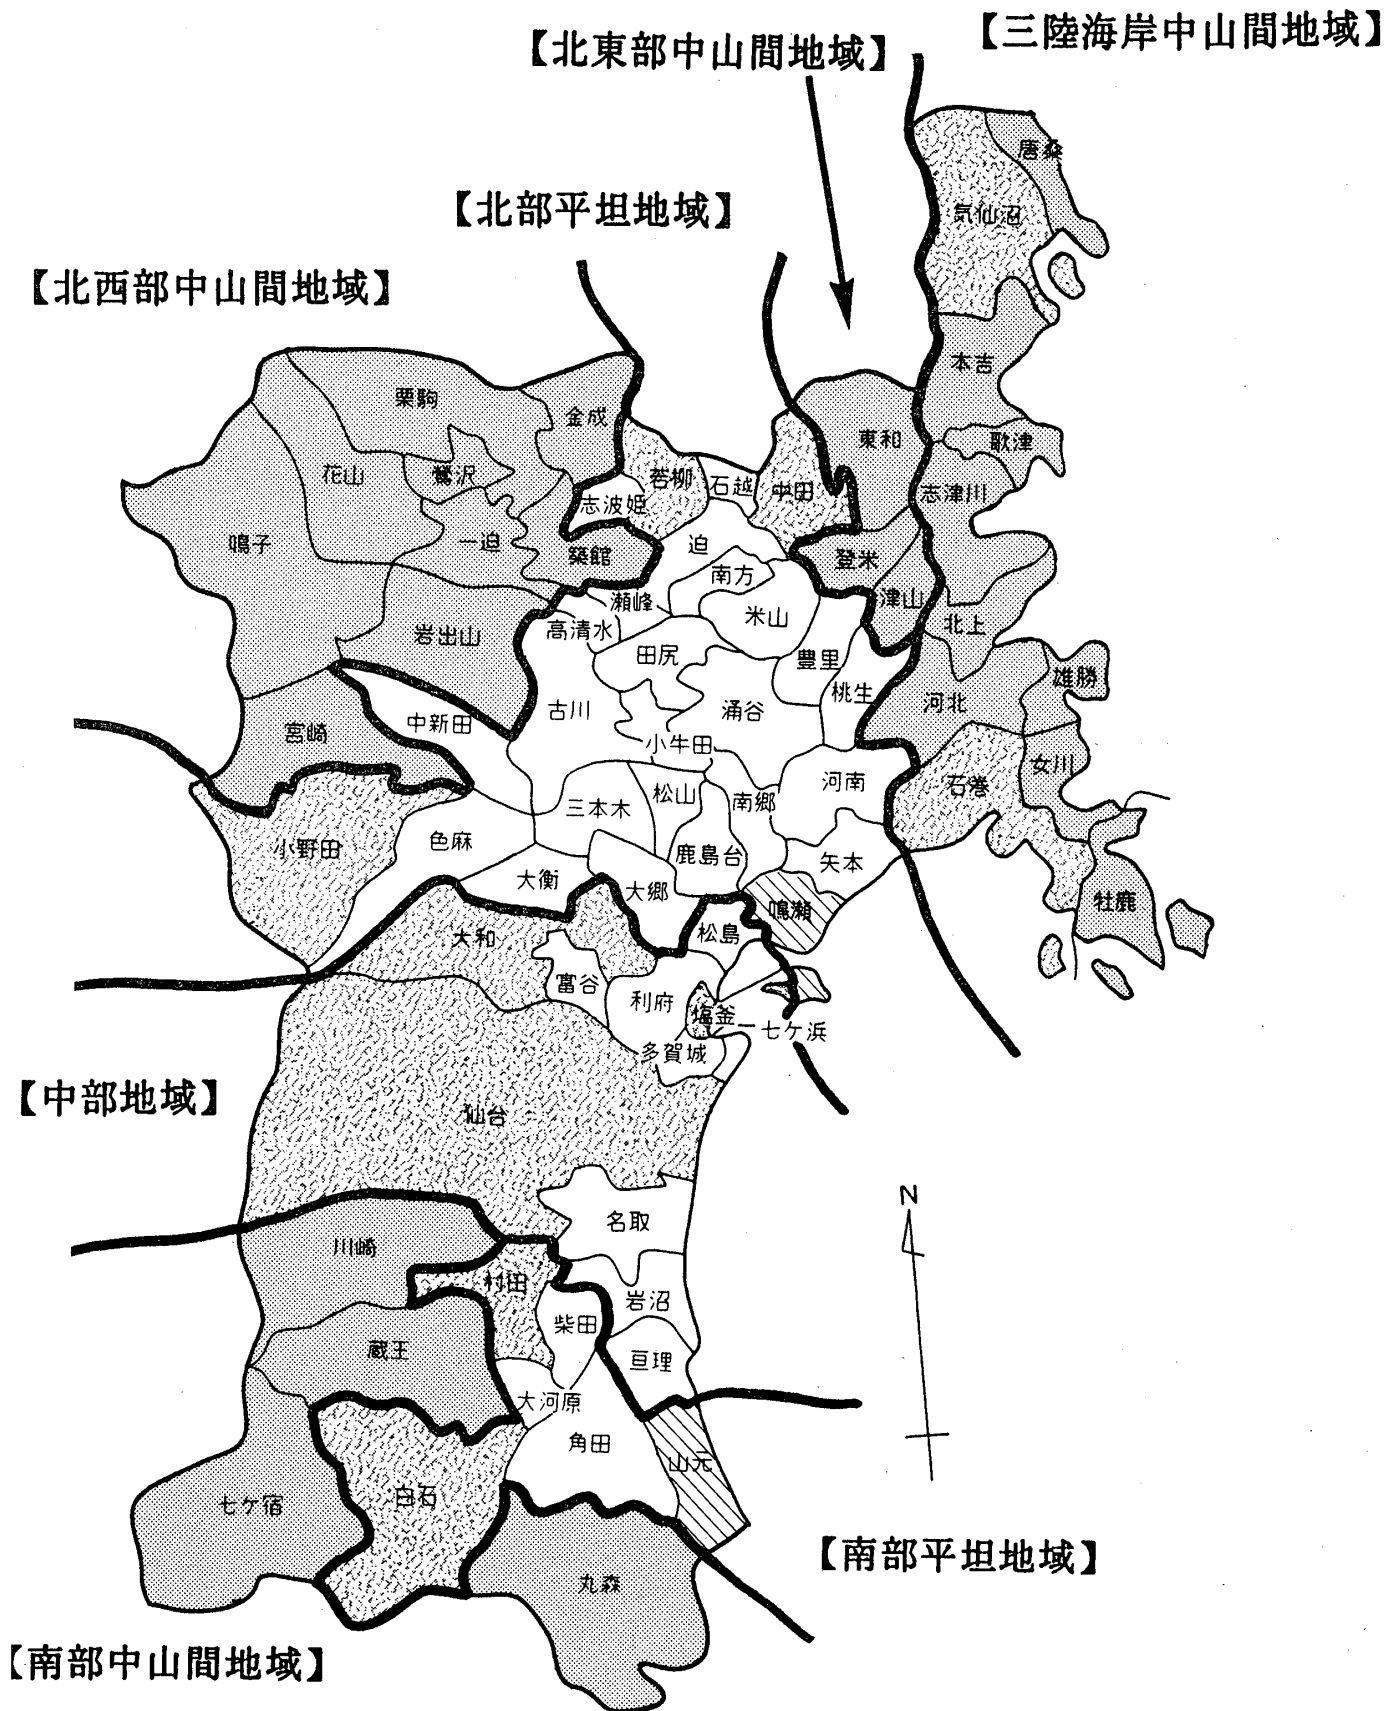 【三陸海岸中山間地域】
【北東部中山間地域】
【北部平坦地域】
【北西部中山間地域】
唐桑
気仙沼
本吉
歌津
志津川
北上
河北
雄勝
女川
石巻
牡鹿
東和
登米
津山
栗駒
金成
花山
鶯沢
鳴子
一迫
築館
岩出山
宮崎
若柳
石越
中田
志波姫
迫
南方
瀬峰
米山
高清水
田尻
豊里
桃生
中新田
古川
涌谷
小牛田
河南
三本木
松山
南郷
小野田
色麻
鹿島台
矢本
大衡
大郷
鳴瀬
松島
大和
富谷
利府
塩釜
七ケ浜
多賀城
【中部地域】
仙台
N
名取
川崎
村田
岩沼
柴田
蔵王
亘理
大河原
角田
山元
七ケ宿
白石
【南部平坦地域】
丸森
【南部中山間地域】